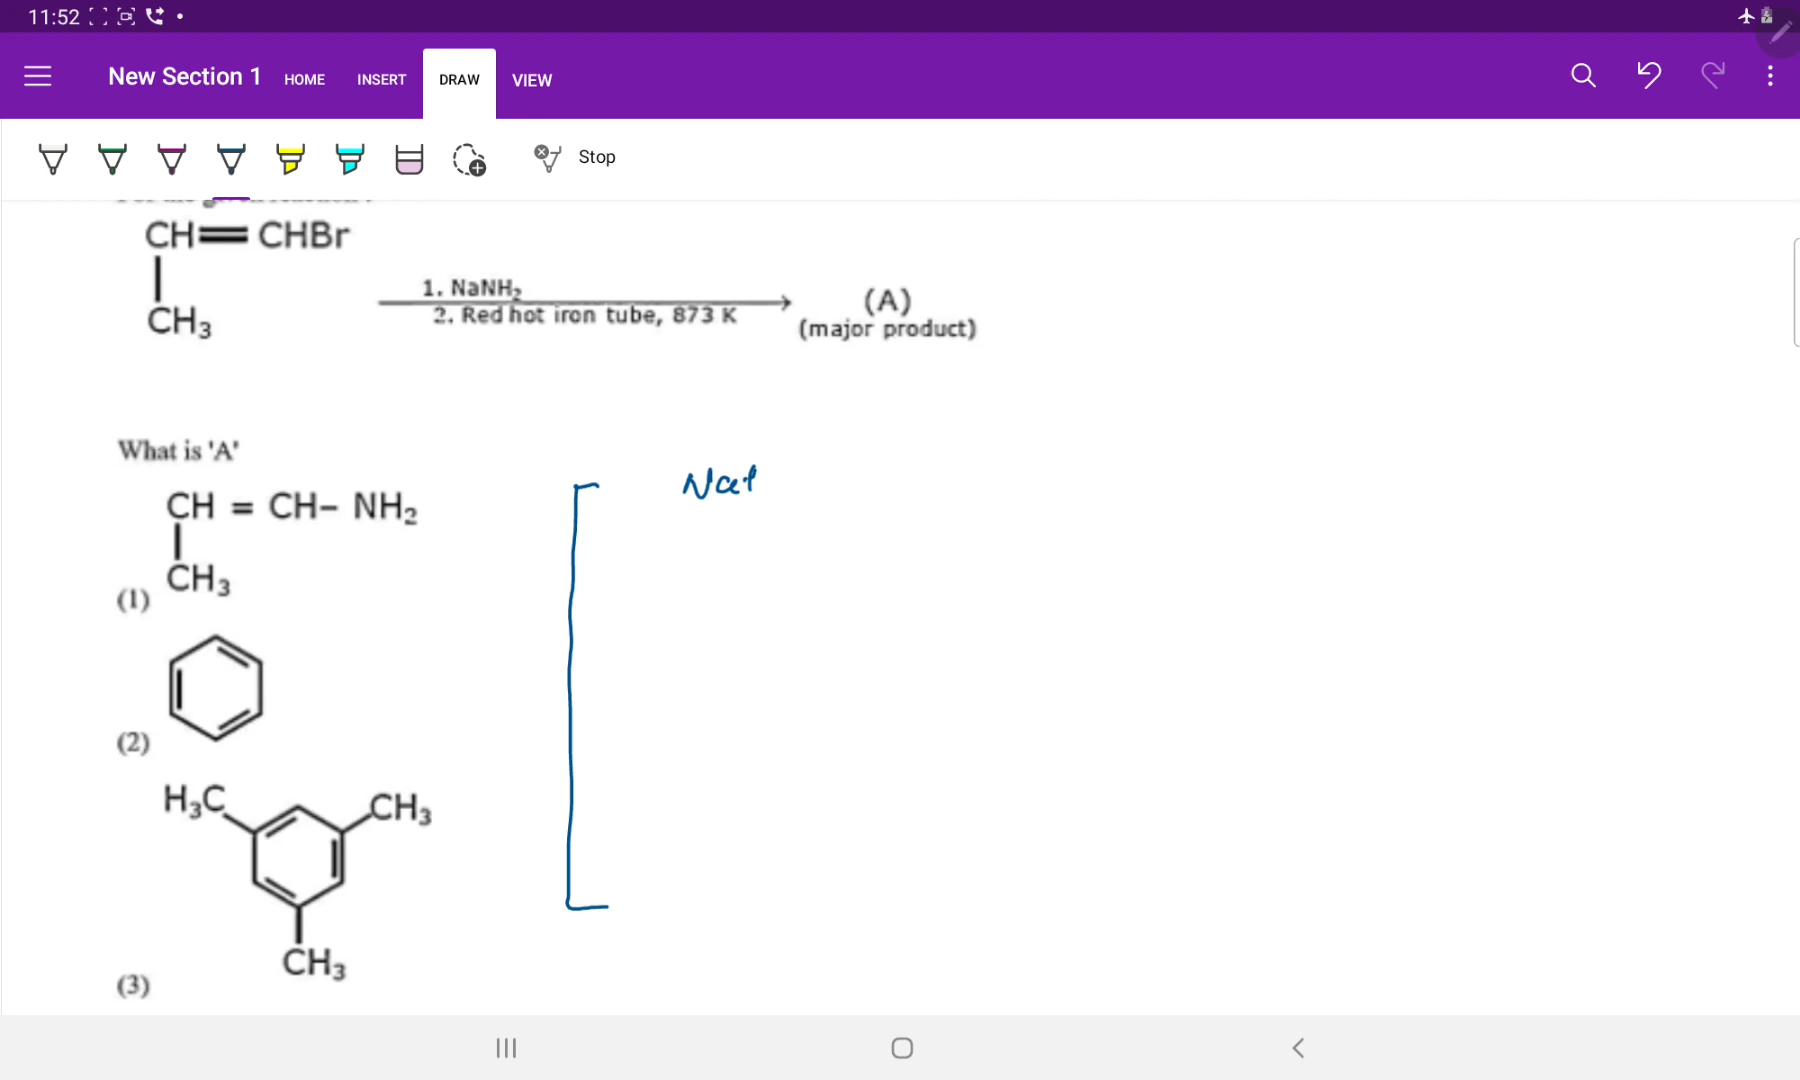 11:52
New Section 1 HOME INSERT DRAW VIEW
Stop
CH═CHBr
CH₃
1. NaNH₂
2. Red hot iron tube, 873 K
(A)
(major product)
What is 'A'
CH = CH– NH₂
CH₃
(1)
(2)
H₃C CH₃
CH₃
(3)